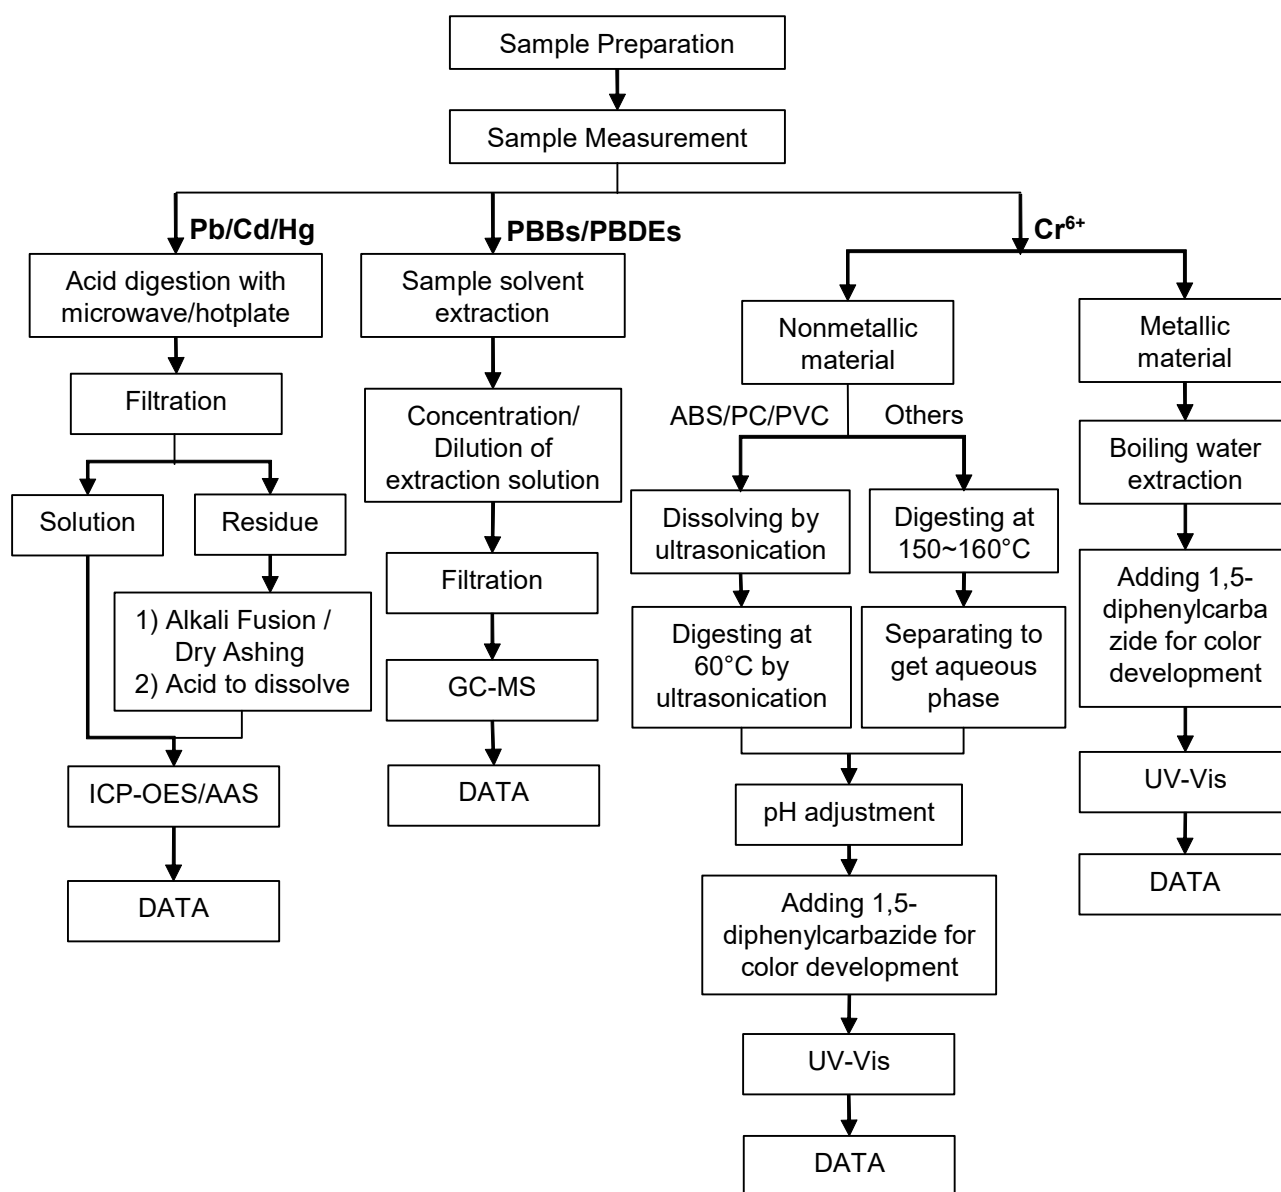 Sample Preparation
Sample Measurement
Pb/Cd/Hg
PBBs/PBDEs
Cr⁶⁺
Acid digestion with
microwave/hotplate
Filtration
Solution
Residue
1) Alkali Fusion /
Dry Ashing
2) Acid to dissolve
ICP-OES/AAS
DATA
Sample solvent
extraction
Concentration/
Dilution of
extraction solution
Filtration
GC-MS
DATA
Nonmetallic
material
ABS/PC/PVC
Others
Dissolving by
ultrasonication
Digesting at
60°C by
ultrasonication
Digesting at
150~160°C
Separating to
get aqueous
phase
pH adjustment
Adding 1,5-
diphenylcarbazide for
color development
UV-Vis
DATA
Metallic
material
Boiling water
extraction
Adding 1,5-
diphenylcarba
zide for color
development
UV-Vis
DATA